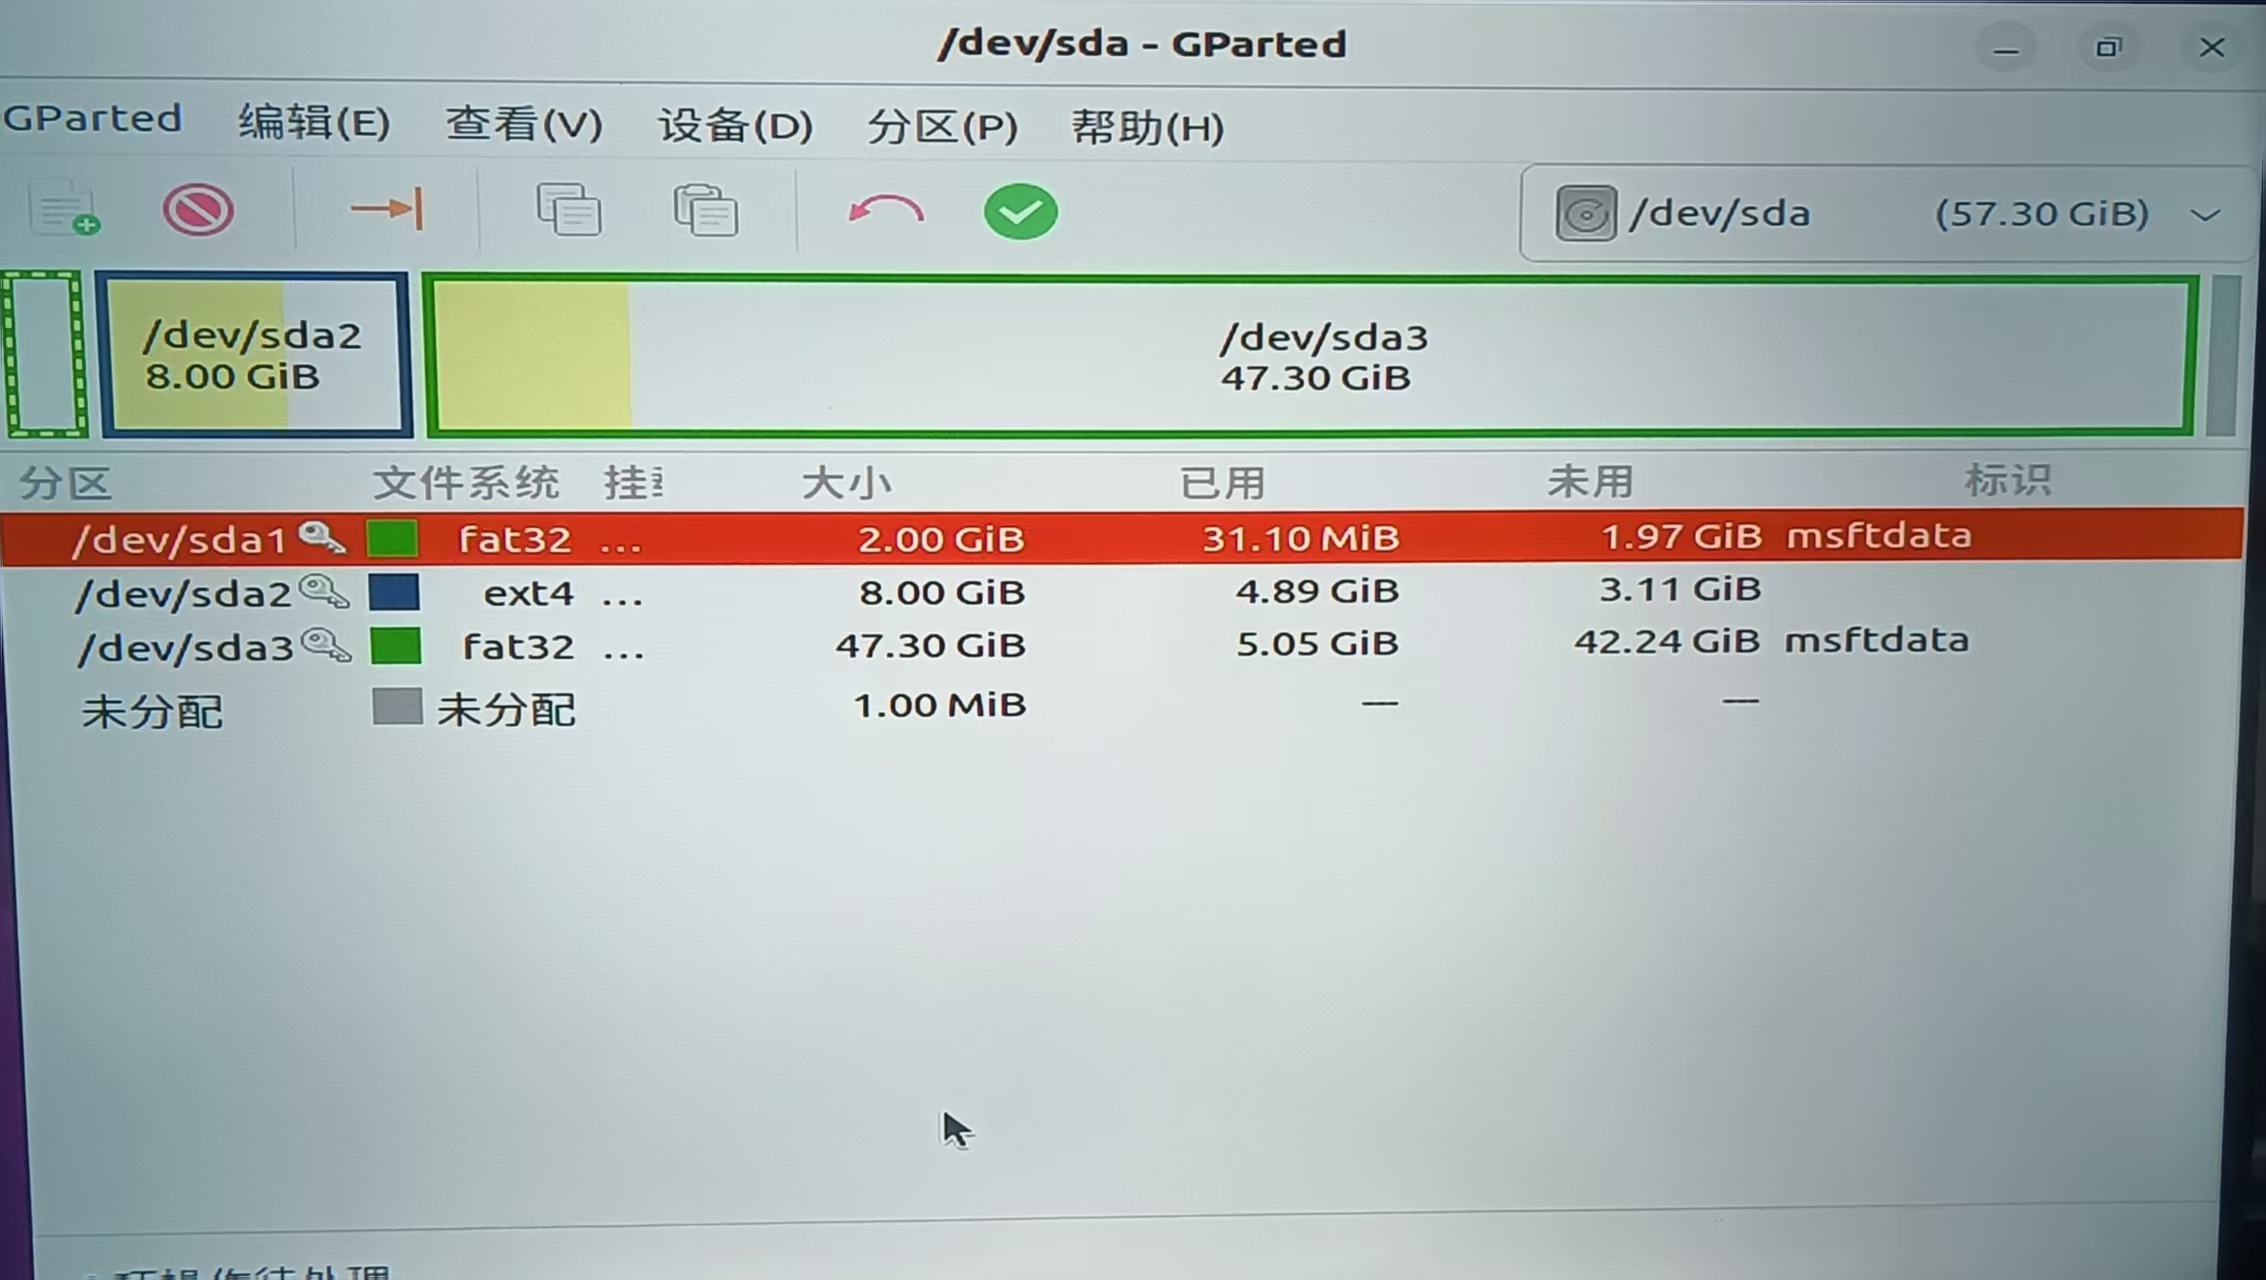 /dev/sda - GParted
GParted 编辑(E) 查看(V) 设备(D) 分区(P) 帮助(H)
/dev/sda (57.30 GiB)
/dev/sda2
8.00 GiB
/dev/sda3
47.30 GiB
分区 文件系统 大小 已用 未用 标识
/dev/sda1 fat32 ... 2.00 GiB 31.10 MiB 1.97 GiB msftdata
/dev/sda2 ext4 ... 8.00 GiB 4.89 GiB 3.11 GiB
/dev/sda3 fat32 ... 47.30 GiB 5.05 GiB 42.24 GiB msftdata
未分配 未分配 1.00 MiB — —